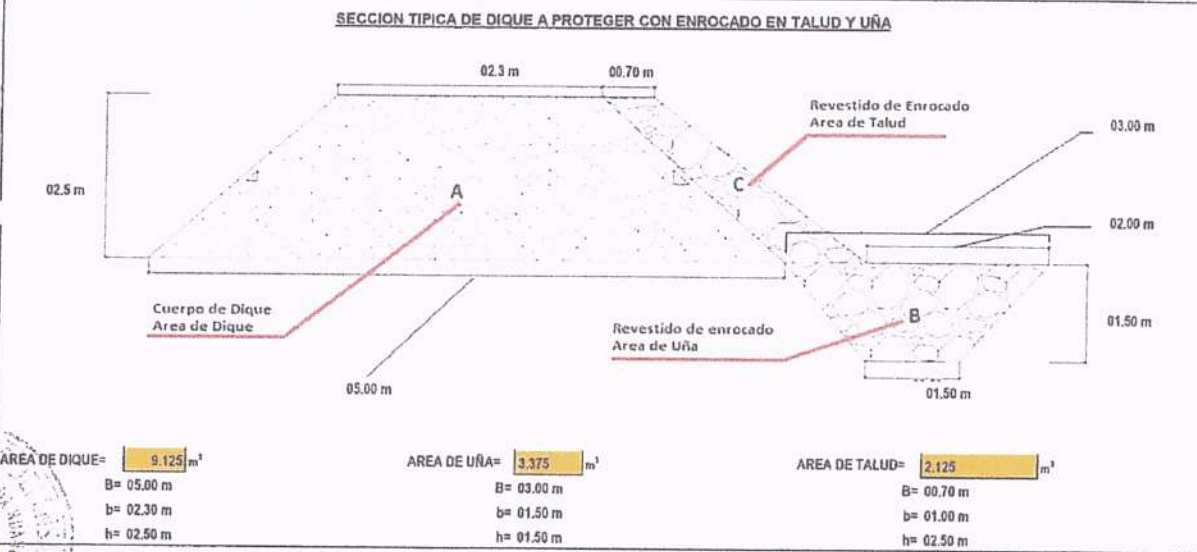 SECCION TIPICA DE DIQUE A PROTEGER CON ENROCADO EN TALUD Y UÑA
02.3 m 00.70 m
Revestido de Enrocado
Area de Talud
03.00 m
02.5 m
A
C
02.00 m
Cuerpo de Dique
Area de Dique
Revestido de enrocado
Area de Uña
B
01.50 m
05.00 m
01.50 m
AREA DE DIQUE= 9.125 m³
B= 05.00 m
b= 02.30 m
h= 02.50 m
AREA DE UÑA= 3.375 m³
B= 03.00 m
b= 01.50 m
h= 01.50 m
AREA DE TALUD= 2.125 m³
B= 00.70 m
b= 01.00 m
h= 02.50 m